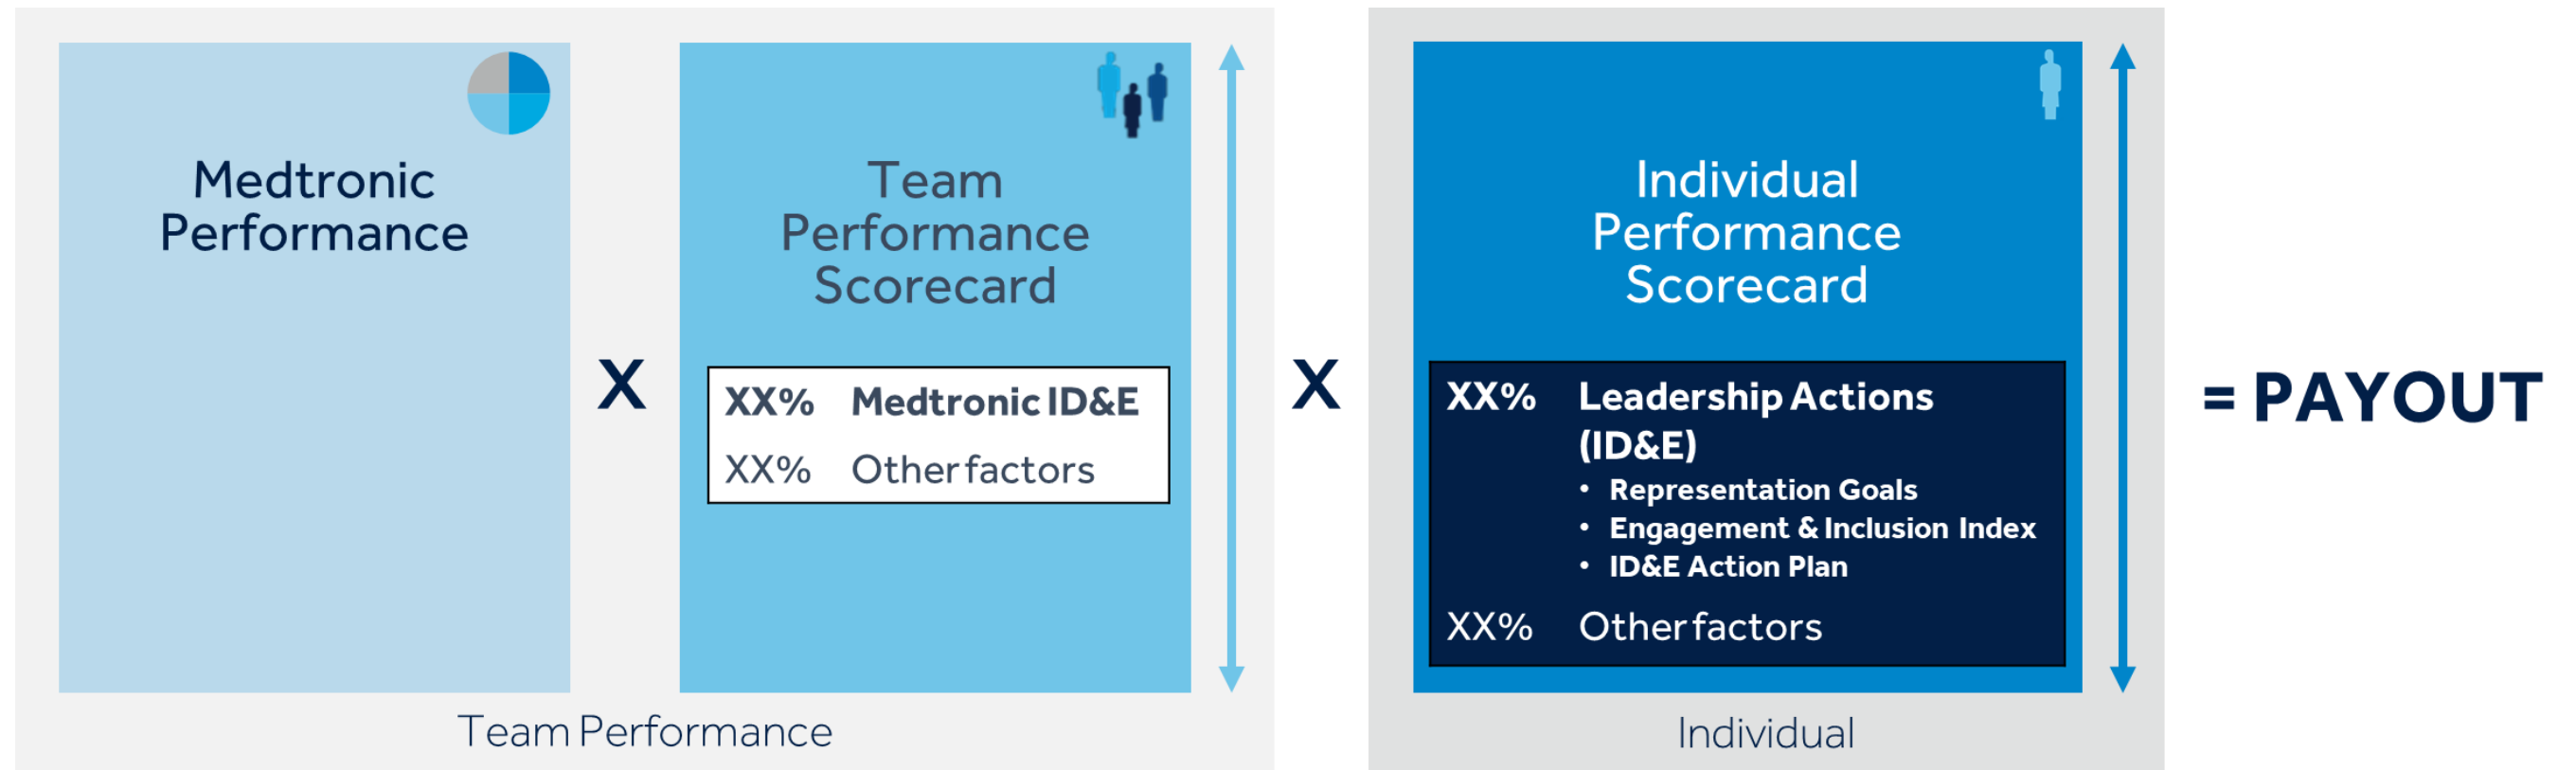 Medtronic
Performance
X
Team
Performance
Scorecard
XX% Medtronic ID&E
XX% Other factors
Team Performance
X
Individual
Performance
Scorecard
XX% Leadership Actions
(ID&E)
• Representation Goals
• Engagement & Inclusion Index
• ID&E Action Plan
XX% Other factors
Individual
= PAYOUT